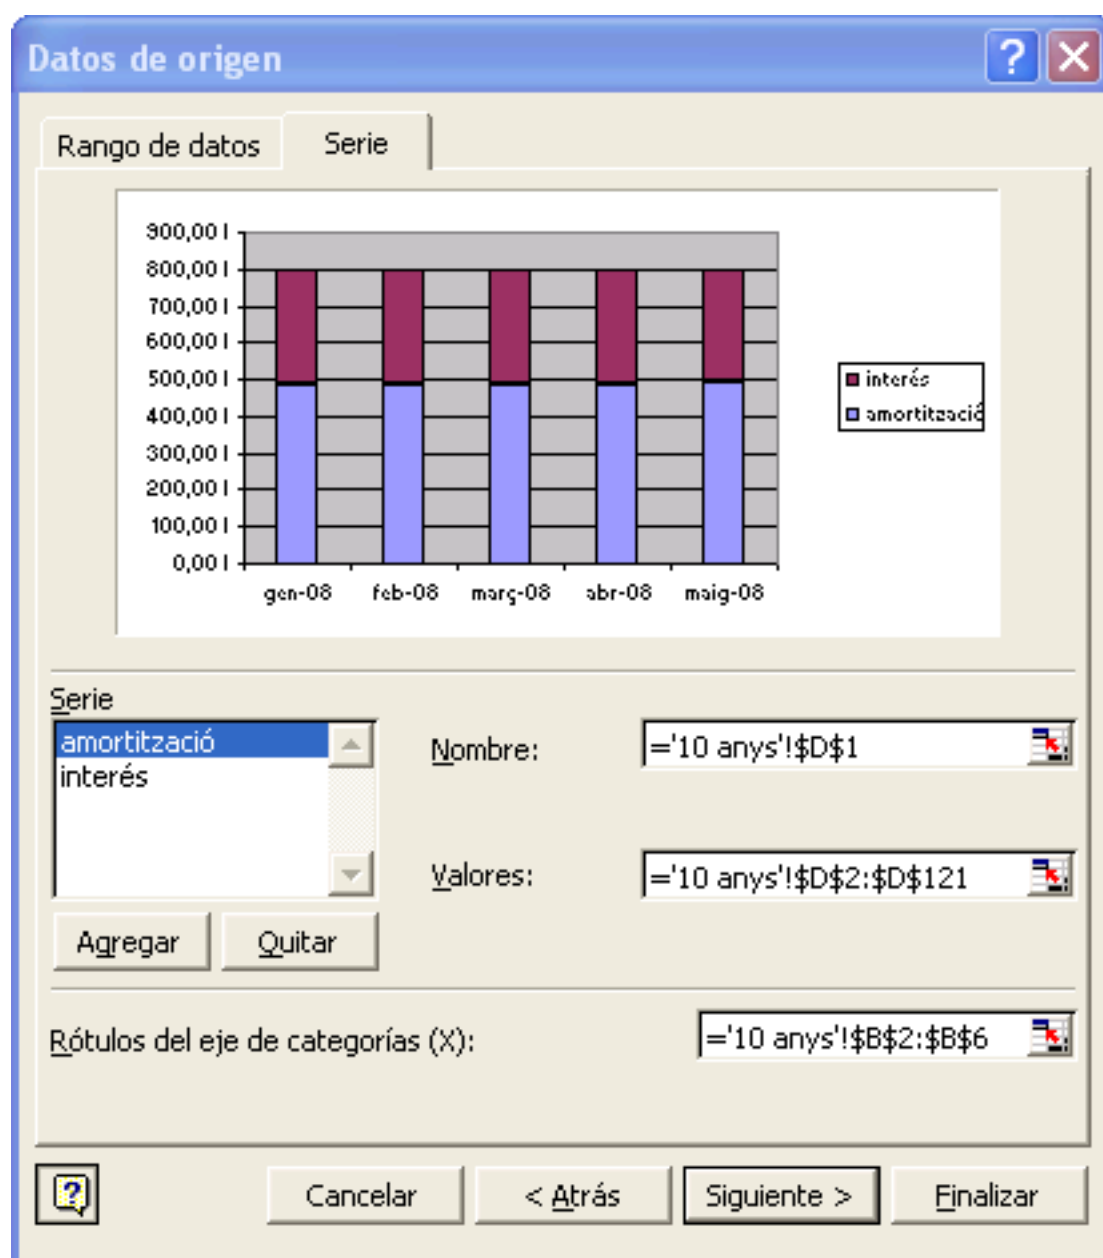 Datos de origen
Rango de datos Serie
900,00 l
800,00 l
700,00 l
600,00 l
500,00 l
400,00 l
300,00 l
200,00 l
100,00 l
0,00 l
gen-08 feb-08 març-08 abr-08 maig-08
interés
amortització
Serie
amortització
interés
Nombre: ='10 anys'!$D$1
Valores: ='10 anys'!$D$2:$D$121
Agregar Quitar
Rótulos del eje de categorías (X): ='10 anys'!$B$2:$B$6
Cancelar < Atrás Siguiente > Finalizar